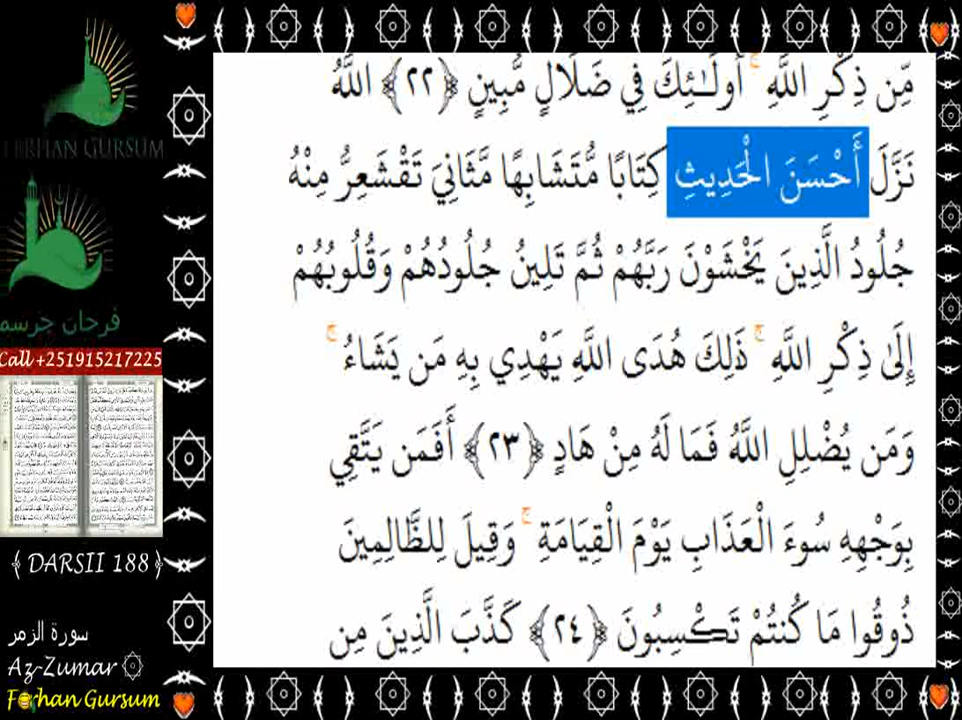 FERHAN GURSUM
فرحان جرسم
Call +251915217225
﴾ DARSII 188 ﴿
سورة الزمر
Az-Zumar ۞
Ferhan Gursum
مِّن ذِكْرِ اللَّهِ ۚ أُولَـٰئِكَ فِي ضَلَالٍ مُّبِينٍ ﴿٢٢﴾ اللَّهُ
نَزَّلَ أَحْسَنَ الْحَدِيثِ كِتَابًا مُّتَشَابِهًا مَّثَانِيَ تَقْشَعِرُّ مِنْهُ
جُلُودُ الَّذِينَ يَخْشَوْنَ رَبَّهُمْ ثُمَّ تَلِينُ جُلُودُهُمْ وَقُلُوبُهُمْ
إِلَىٰ ذِكْرِ اللَّهِ ۚ ذَٰلِكَ هُدَى اللَّهِ يَهْدِي بِهِ مَن يَشَاءُ ۚ
وَمَن يُضْلِلِ اللَّهُ فَمَا لَهُ مِنْ هَادٍ ﴿٢٣﴾ أَفَمَن يَتَّقِي
بِوَجْهِهِ سُوءَ الْعَذَابِ يَوْمَ الْقِيَامَةِ ۚ وَقِيلَ لِلظَّالِمِينَ
ذُوقُوا مَا كُنتُمْ تَكْسِبُونَ ﴿٢٤﴾ كَذَّبَ الَّذِينَ مِن